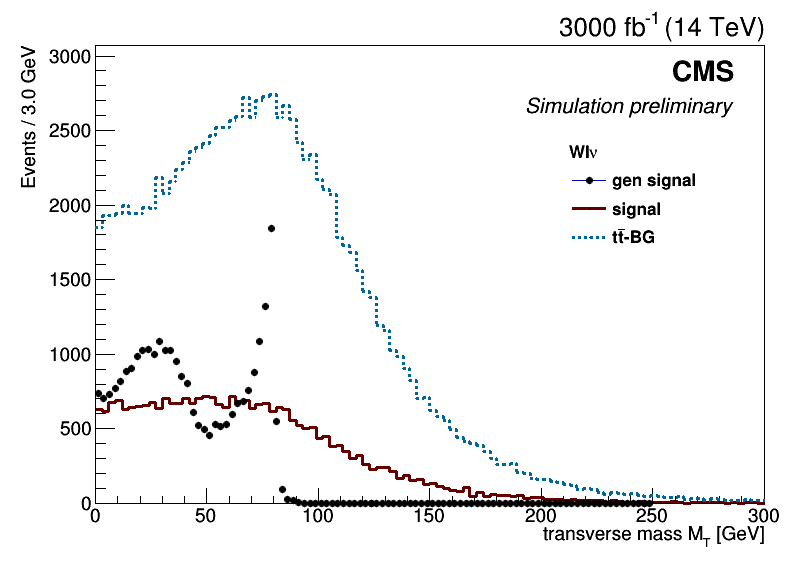 3000 fb⁻¹ (14 TeV)
CMS
Simulation preliminary
Wlν
gen signal
signal
tt̄-BG
Events / 3.0 GeV
3000
2500
2000
1500
1000
500
0
0 50 100 150 200 250 300
transverse mass M_T [GeV]